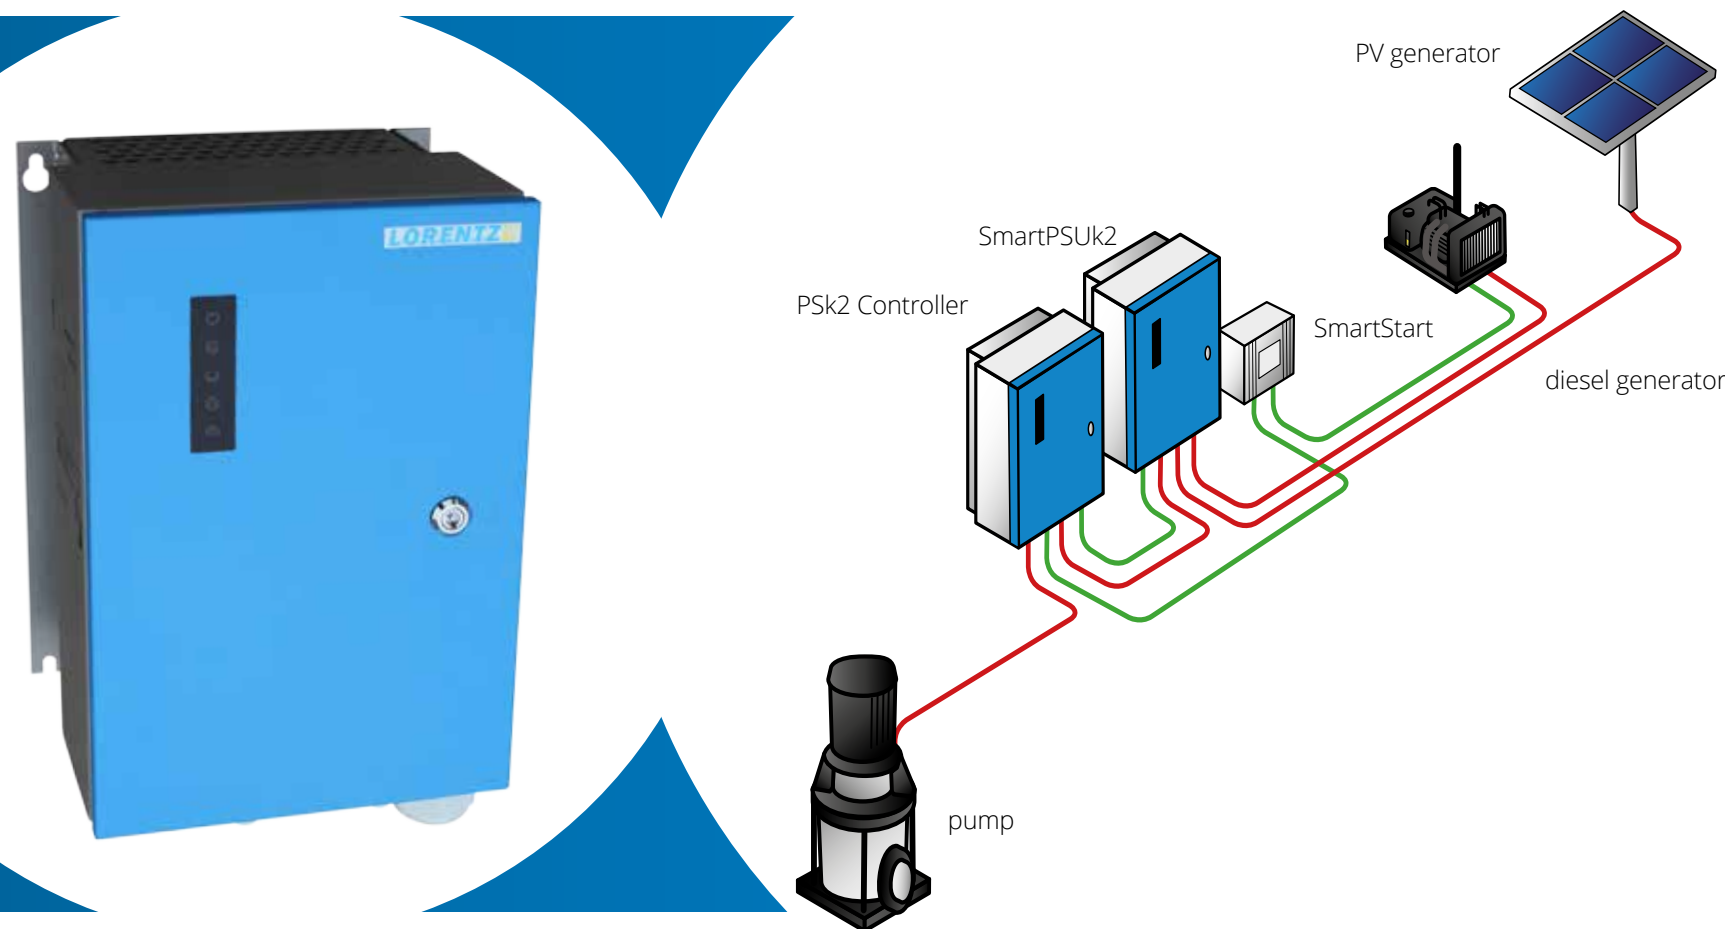 LORENTZ
PV generator
SmartPSUk2
PSk2 Controller
SmartStart
diesel generator
pump